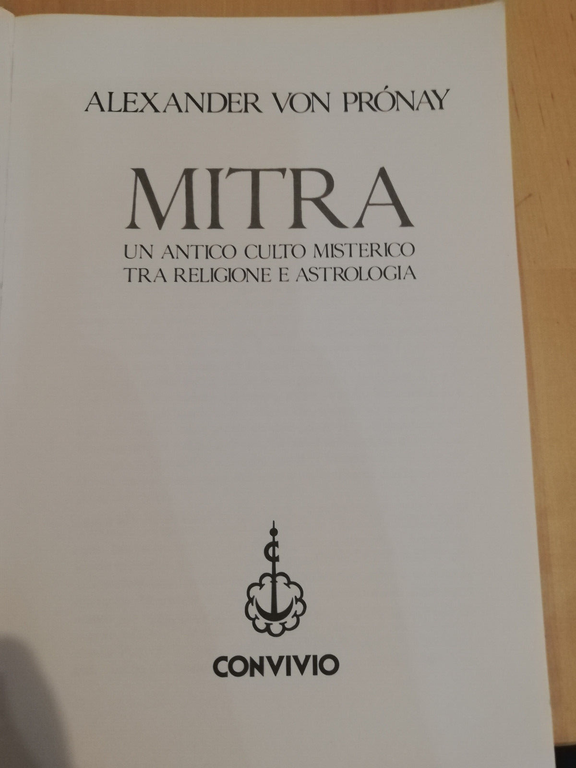 ALEXANDER VON PRÓNAY
MITRA
UN ANTICO CULTO MISTERICO
TRA RELIGIONE E ASTROLOGIA
C
CONVIVIO